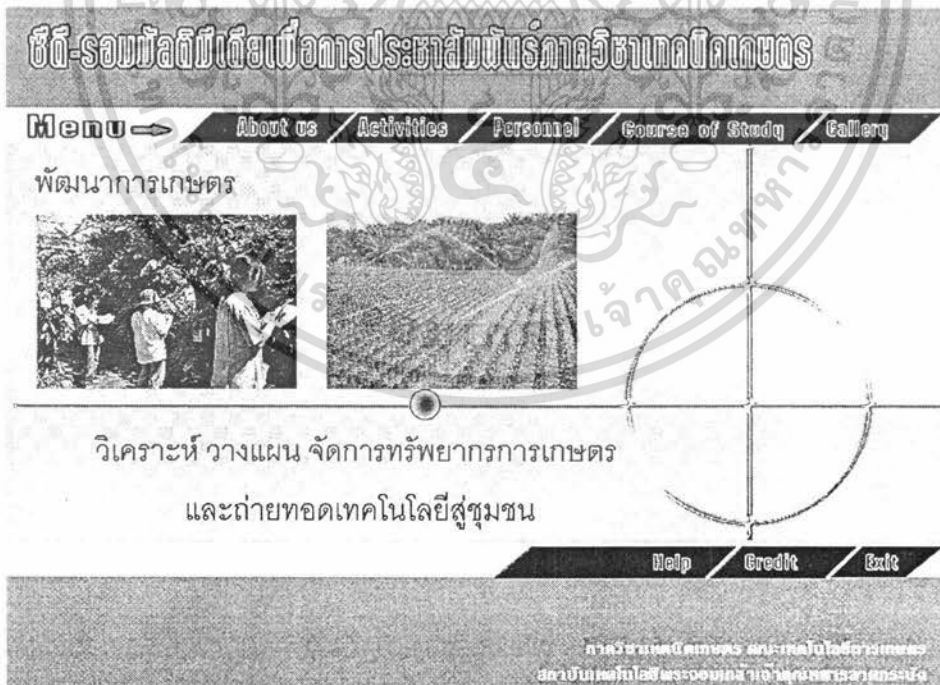 ซีดี-รอมมัลติมีเดียเพื่อการประชาสัมพันธ์ภาควิชาเทคนิคเกษตร
Menu About us Activities Personnel Course of Study Gallery
พัฒนาการเกษตร
วิเคราะห์ วางแผน จัดการทรัพยากรการเกษตร
และถ่ายทอดเทคโนโลยีสู่ชุมชน
Help Credit Exit
ภาควิชาเทคนิคเกษตร คณะเทคโนโลยีการเกษตร
สถาบันเทคโนโลยีพระจอมเกล้าเจ้าคุณทหารลาดกระบัง